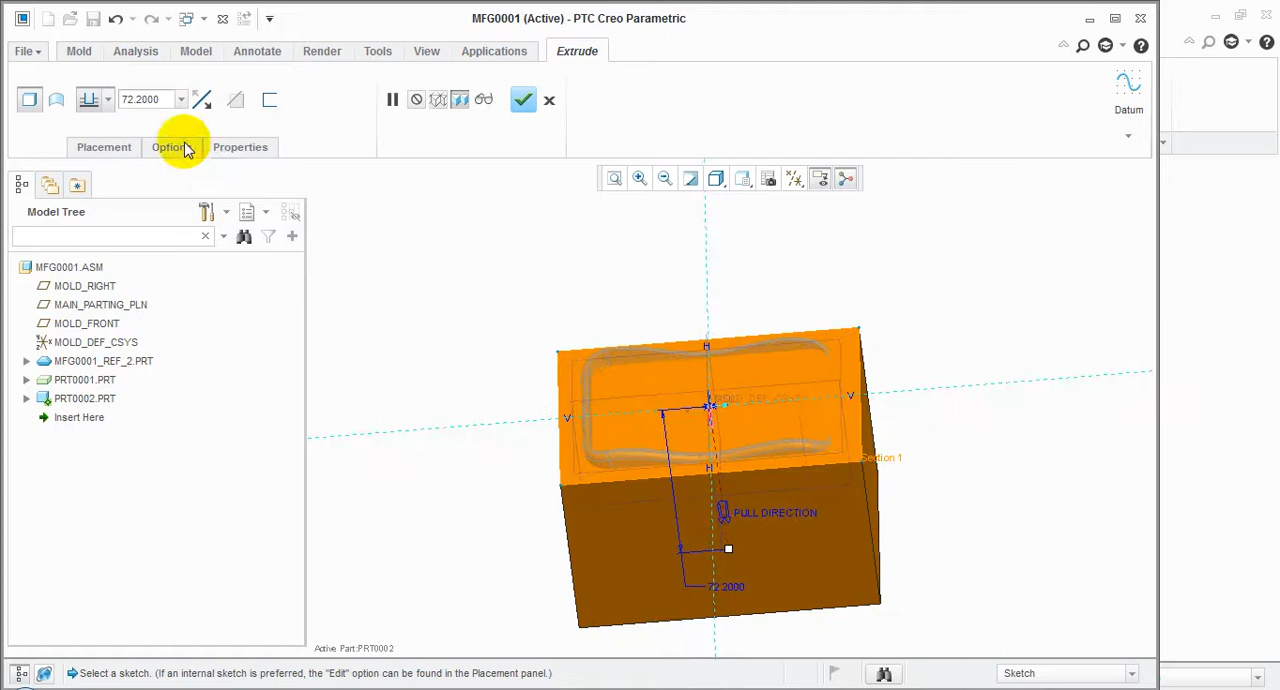 MFG0001 (Active) - PTC Creo Parametric
File Mold Analysis Model Annotate Render Tools View Applications Extrude
72.2000
Datum
Placement Options Properties
Model Tree
MFG0001.ASM
MOLD_RIGHT
MAIN_PARTING_PLN
MOLD_FRONT
MOLD_DEF_CSYS
MFG0001_REF_2.PRT
PRT0001.PRT
PRT0002.PRT
Insert Here
H
MOLD_DEF_CSYS
V
V
Section 1
H
PULL DIRECTION
72.2000
Active Part:PRT0002
Select a sketch. (If an internal sketch is preferred, the "Edit" option can be found in the Placement panel.)
Sketch